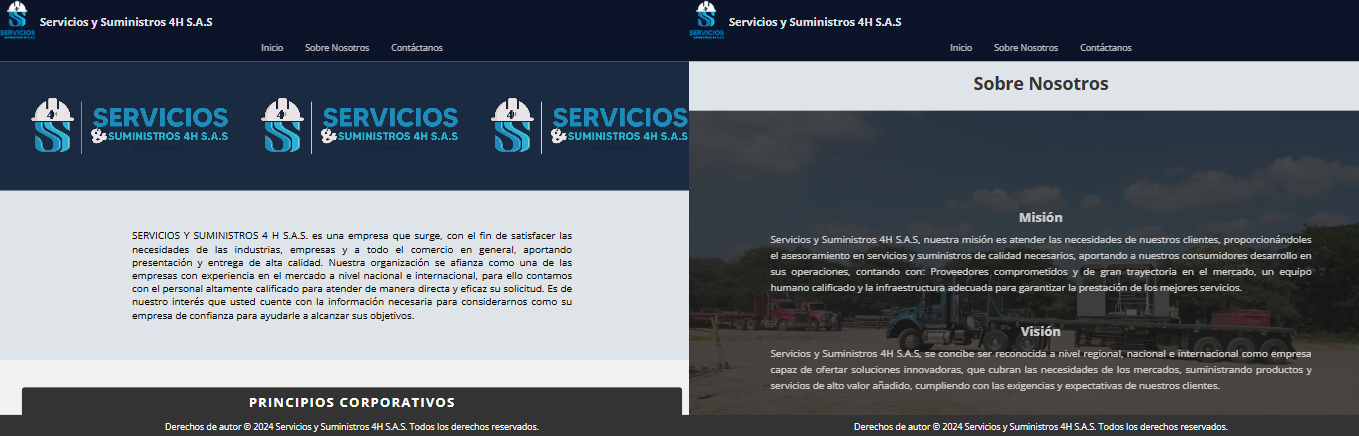 SERVICIOS
SUMINISTROS 4H S.A.S
Servicios y Suministros 4H S.A.S
Inicio Sobre Nosotros Contáctanos
4H SERVICIOS
& SUMINISTROS 4H S.A.S
4H SERVICIOS
& SUMINISTROS 4H S.A.S
4H SERVICIOS
& SUMINISTROS 4H S.A.S
SERVICIOS Y SUMINISTROS 4 H S.A.S. es una empresa que surge, con el fin de satisfacer las
necesidades de las industrias, empresas y a todo el comercio en general, aportando
presentación y entrega de alta calidad. Nuestra organización se afianza como una de las
empresas con experiencia en el mercado a nivel nacional e internacional, para ello contamos
con el personal altamente calificado para atender de manera directa y eficaz su solicitud. Es de
nuestro interés que usted cuente con la información necesaria para considerarnos como su
empresa de confianza para ayudarle a alcanzar sus objetivos.
PRINCIPIOS CORPORATIVOS
Derechos de autor © 2024 Servicios y Suministros 4H S.A.S. Todos los derechos reservados.
SERVICIOS
SUMINISTROS 4H S.A.S
Servicios y Suministros 4H S.A.S
Inicio Sobre Nosotros Contáctanos
Sobre Nosotros
Misión
Servicios y Suministros 4H S.A.S, nuestra misión es atender las necesidades de nuestros clientes, proporcionándoles
el asesoramiento en servicios y suministros de calidad necesarios, aportando a nuestros consumidores desarrollo en
sus operaciones, contando con: Proveedores comprometidos y de gran trayectoria en el mercado, un equipo
humano calificado y la infraestructura adecuada para garantizar la prestación de los mejores servicios.
Visión
Servicios y Suministros 4H S.A.S, se concibe ser reconocida a nivel regional, nacional e internacional como empresa
capaz de ofertar soluciones innovadoras, que cubran las necesidades de los mercados, suministrando productos y
servicios de alto valor añadido, cumpliendo con las exigencias y expectativas de nuestros clientes.
Derechos de autor © 2024 Servicios y Suministros 4H S.A.S. Todos los derechos reservados.